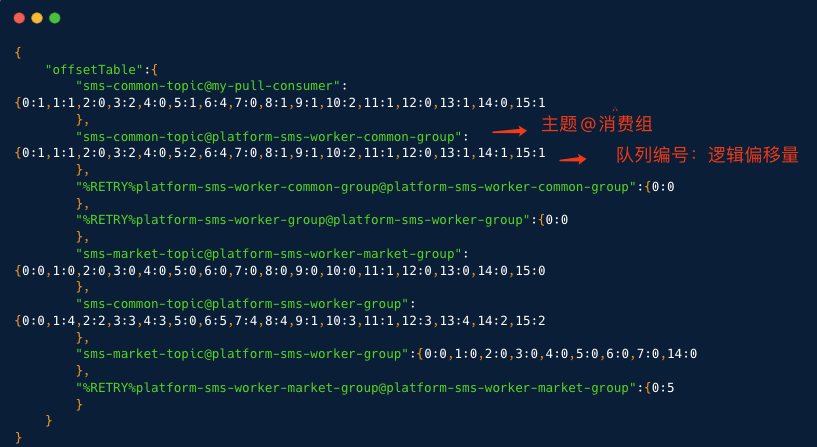 {
"offsetTable":{
"sms-common-topic@my-pull-consumer":
{0:1,1:1,2:0,3:2,4:0,5:1,6:4,7:0,8:1,9:1,10:2,11:1,12:0,13:1,14:0,15:1
},
"sms-common-topic@platform-sms-worker-common-group": 主题@消费组
{0:1,1:1,2:0,3:2,4:0,5:2,6:4,7:0,8:1,9:1,10:2,11:1,12:0,13:1,14:1,15:1 队列编号：逻辑偏移量
},
"%RETRY%platform-sms-worker-common-group@platform-sms-worker-common-group":{0:0
},
"%RETRY%platform-sms-worker-group@platform-sms-worker-group":{0:0
},
"sms-market-topic@platform-sms-worker-market-group":
{0:0,1:0,2:0,3:0,4:0,5:0,6:0,7:0,8:0,9:0,10:0,11:1,12:0,13:0,14:0,15:0
},
"sms-common-topic@platform-sms-worker-group":
{0:0,1:4,2:2,3:3,4:3,5:0,6:5,7:4,8:4,9:1,10:3,11:1,12:3,13:4,14:2,15:2
},
"sms-market-topic@platform-sms-worker-group":{0:0,1:0,2:0,3:0,4:0,5:0,6:0,7:0,14:0
},
"%RETRY%platform-sms-worker-market-group@platform-sms-worker-market-group":{0:5
}
}
}